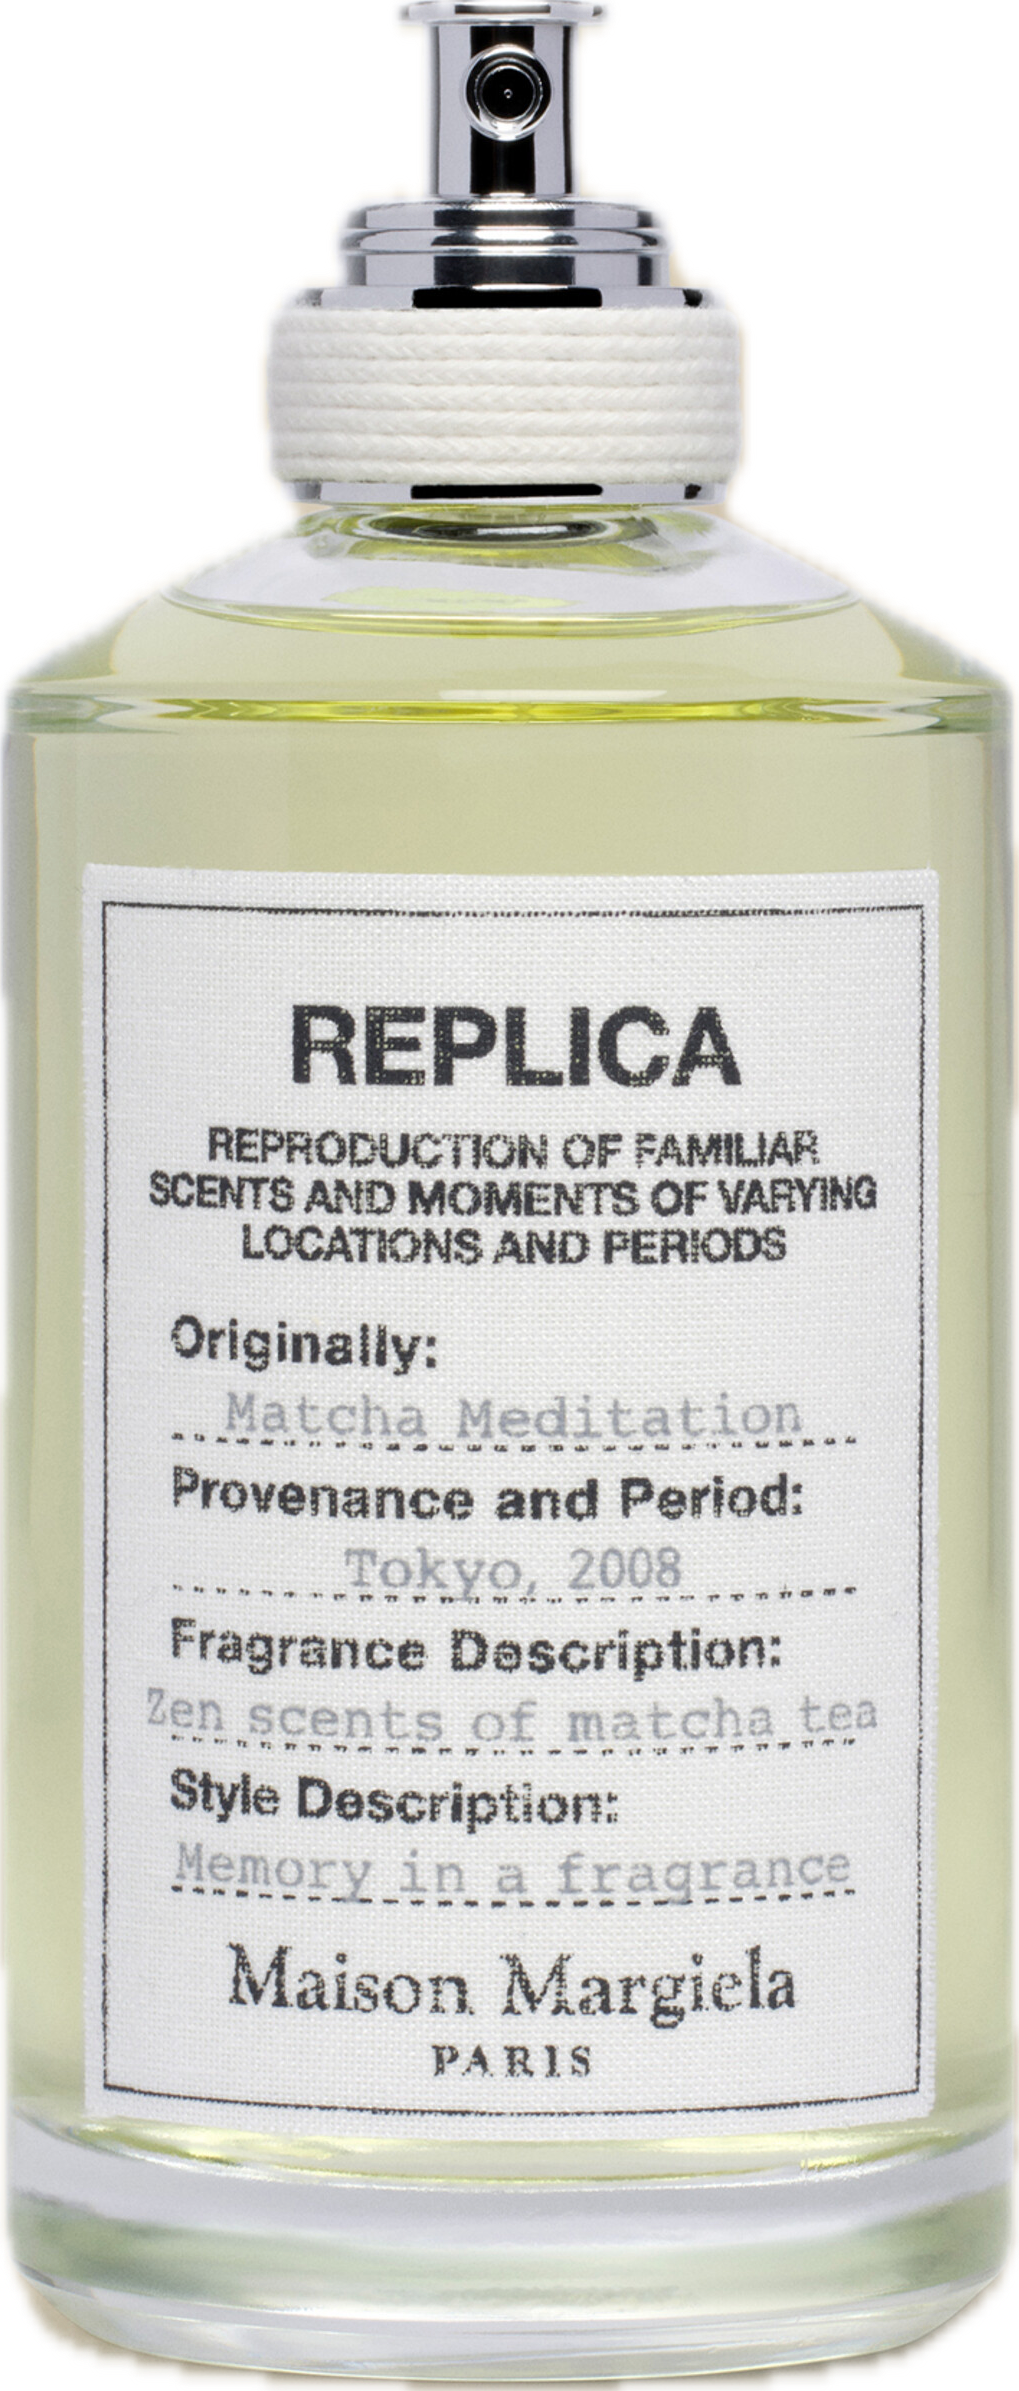 REPLICA
REPRODUCTION OF FAMILIAR
SCENTS AND MOMENTS OF VARYING
LOCATIONS AND PERIODS
Originally:
Matcha Meditation
Provenance and Period:
Tokyo, 2008
Fragrance Description:
Zen scents of matcha tea
Style Description:
Memory in a fragrance
Maison Margiela
PARIS